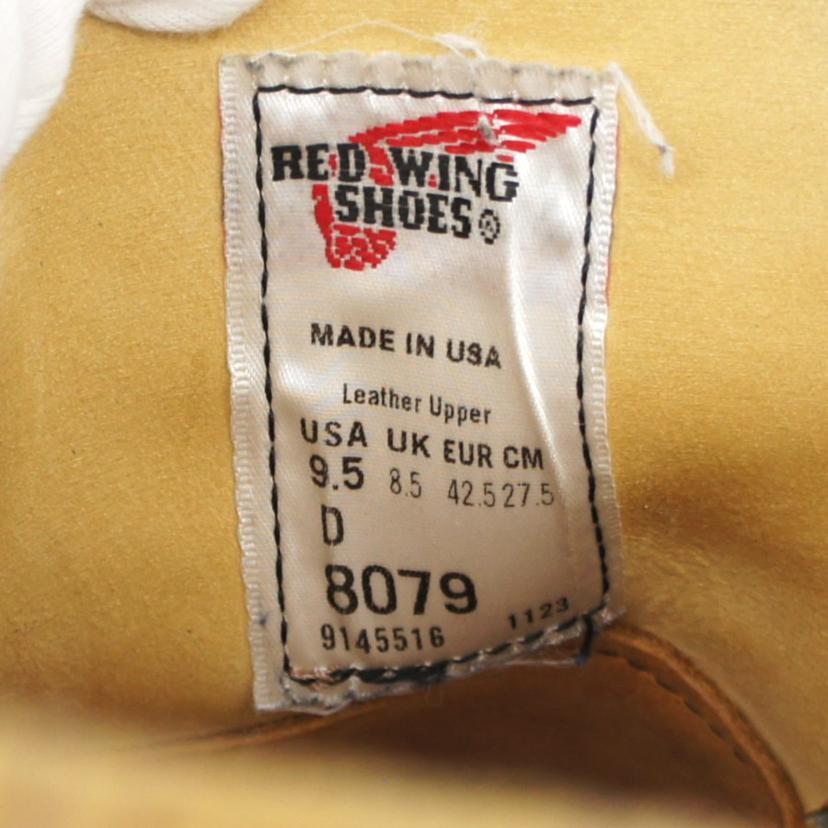 RED WING
SHOES®
MADE IN USA
Leather Upper
USA UK EUR CM
9.5 8.5 42.5 27.5
D
8079
9145516 1123